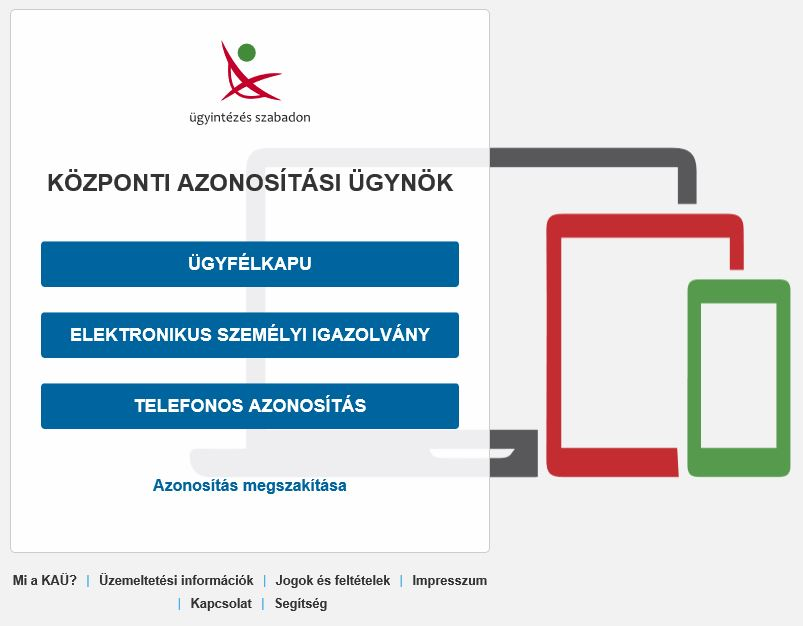 ügyintézés szabadon
KÖZPONTI AZONOSÍTÁSI ÜGYNÖK
ÜGYFÉLKAPU
ELEKTRONIKUS SZEMÉLYI IGAZOLVÁNY
TELEFONOS AZONOSÍTÁS
Azonosítás megszakítása
Mi a KAÜ? | Üzemeltetési információk | Jogok és feltételek | Impresszum
| Kapcsolat | Segítség